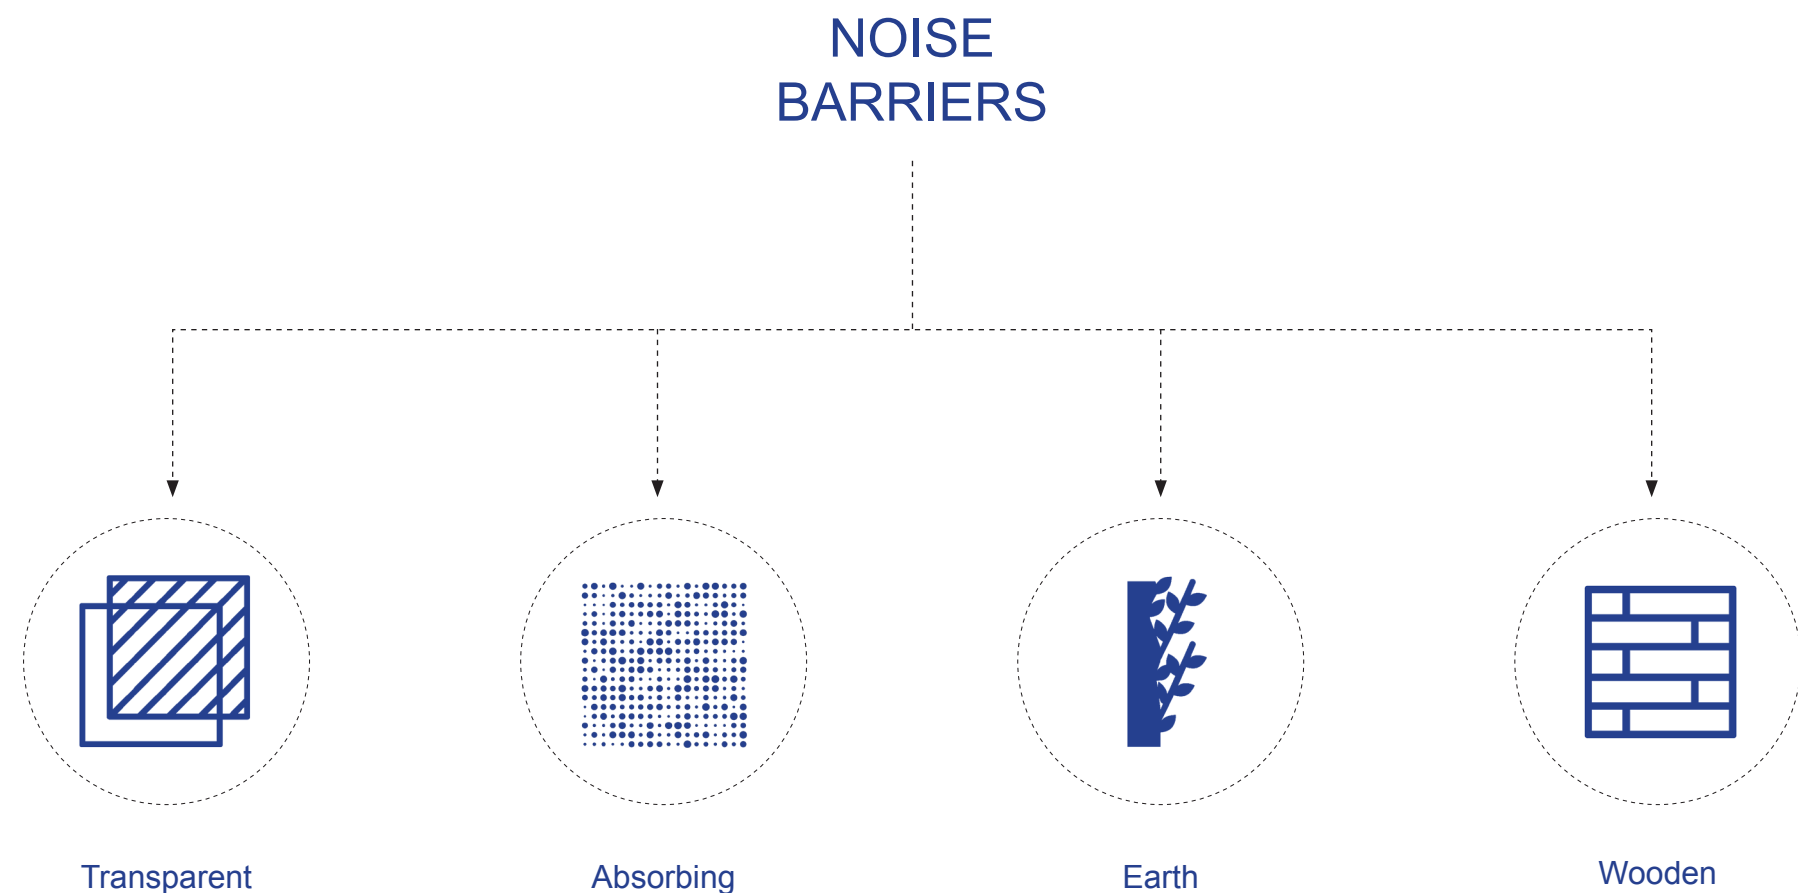 NOISE
BARRIERS
Transparent
Absorbing
Earth
Wooden